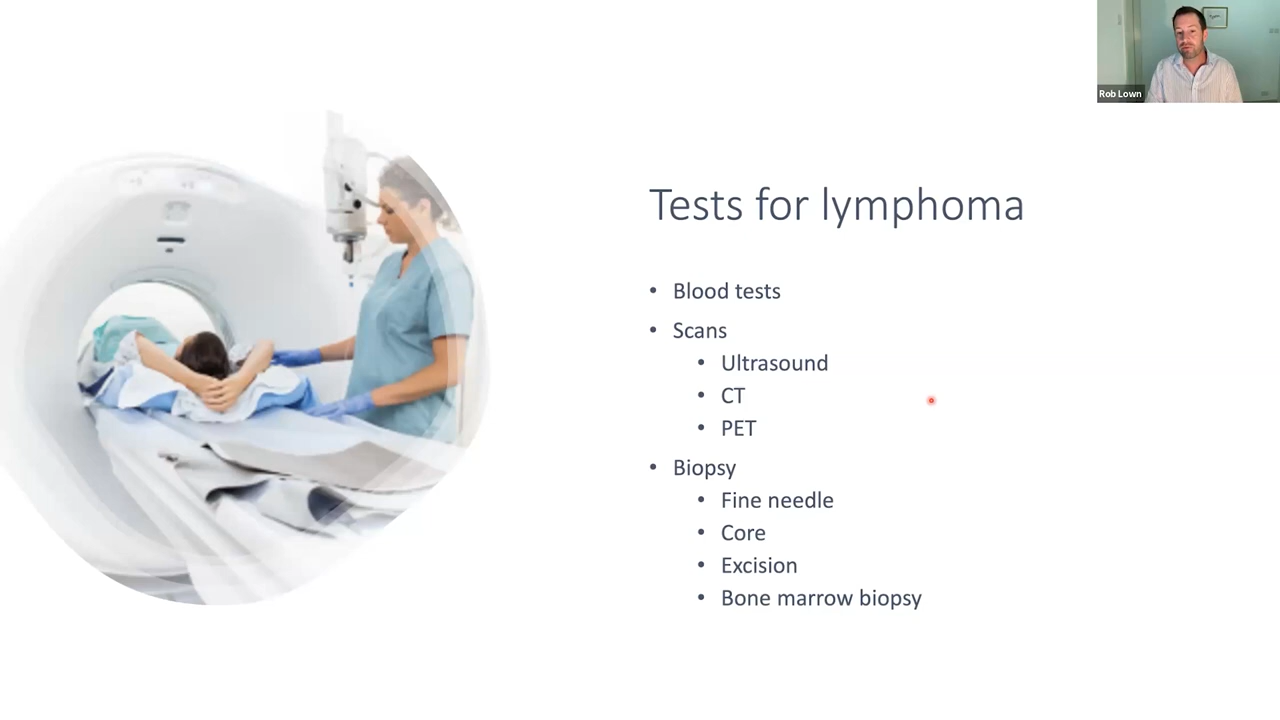 Rob Lown
Tests for lymphoma
• Blood tests
• Scans
• Ultrasound
• CT
• PET
• Biopsy
• Fine needle
• Core
• Excision
• Bone marrow biopsy